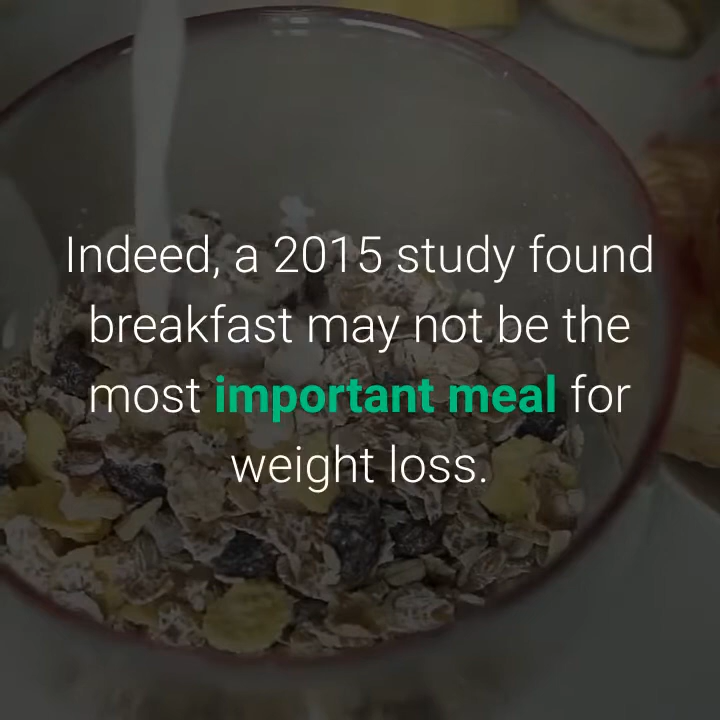 Indeed, a 2015 study found
breakfast may not be the
most important meal for
weight loss.